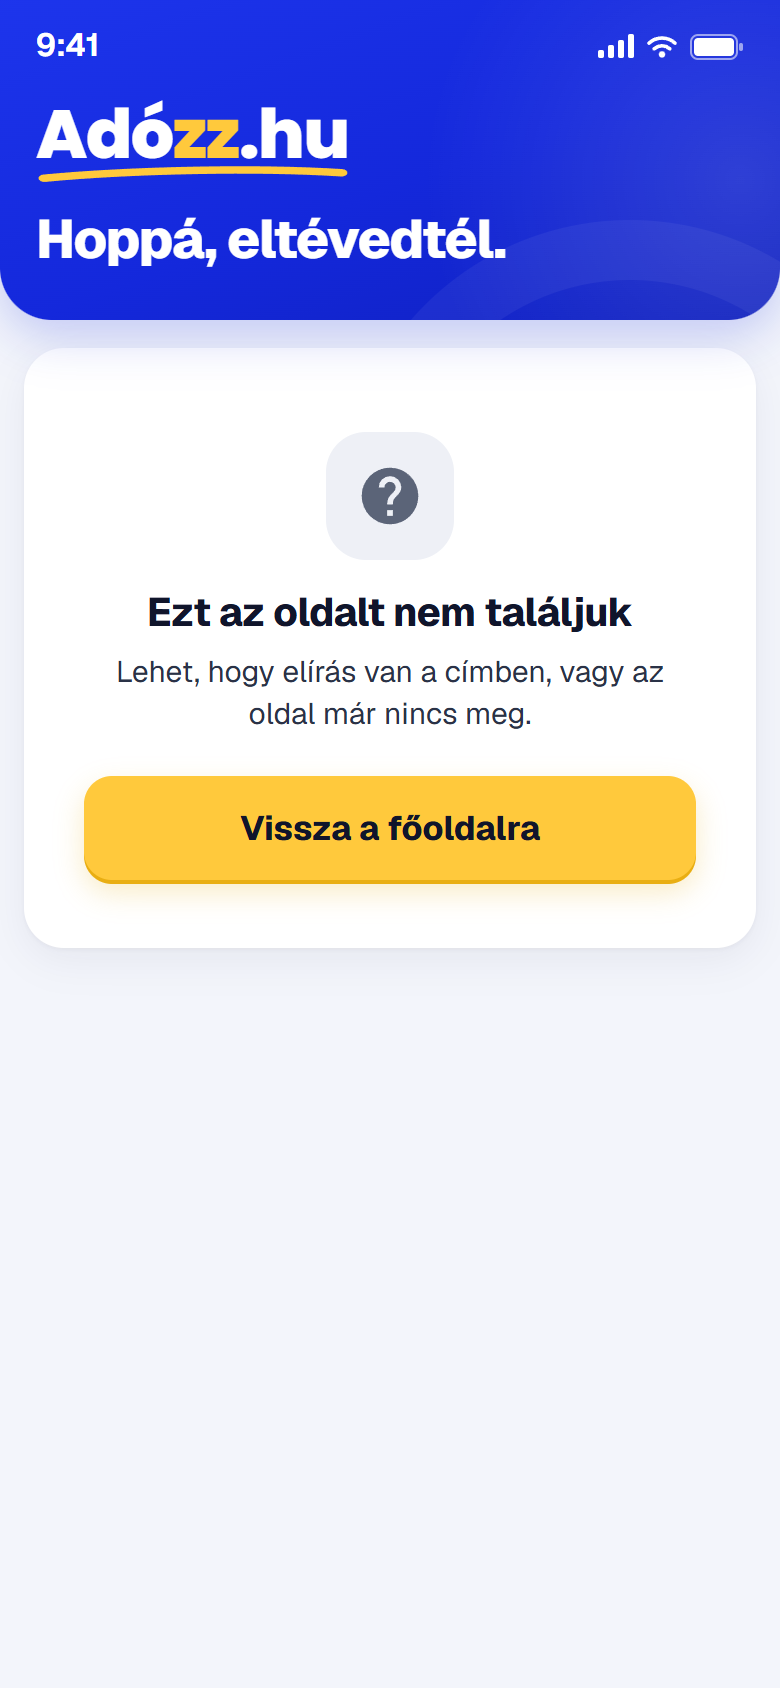 9:41
Adózz.hu
Hoppá, eltévedtél.
?
Ezt az oldalt nem találjuk
Lehet, hogy elírás van a címben, vagy az
oldal már nincs meg.
Vissza a főoldalra